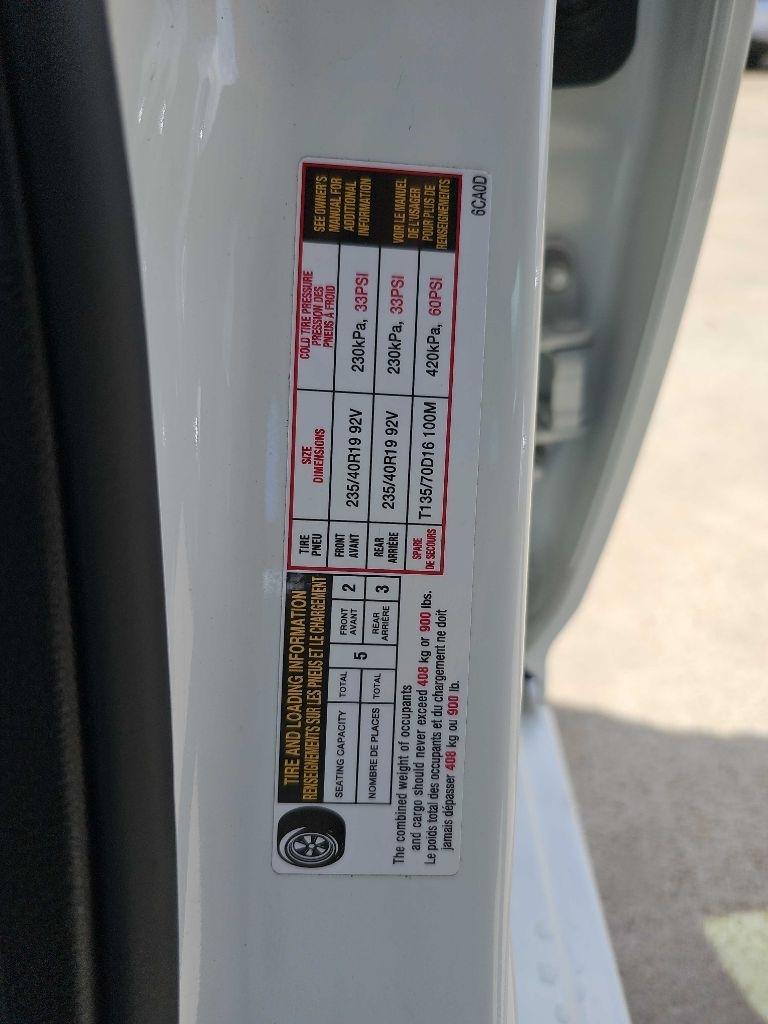 TIRE AND LOADING INFORMATION
RENSEIGNEMENTS SUR LES PNEUS ET LE CHARGEMENT
SEATING CAPACITY TOTAL 5 FRONT AVANT 2
NOMBRE DE PLACES TOTAL REAR ARRIÈRE 3
The combined weight of occupants
and cargo should never exceed 408 kg or 900 lbs.
Le poids total des occupants et du chargement ne doit
jamais dépasser 408 kg ou 900 lb.
TIRE
PNEU
SIZE
DIMENSIONS
COLD TIRE PRESSURE
PRESSION DES
PNEUS À FROID
FRONT
AVANT
235/40R19 92V
230kPa, 33PSI
REAR
ARRIÈRE
235/40R19 92V
230kPa, 33PSI
SPARE
DE SECOURS
T135/70D16 100M
420kPa, 60PSI
SEE OWNER'S
MANUAL FOR
ADDITIONAL
INFORMATION
VOIR LE MANUEL
DE L'USAGER
POUR PLUS DE
RENSEIGNEMENTS
6CA0D